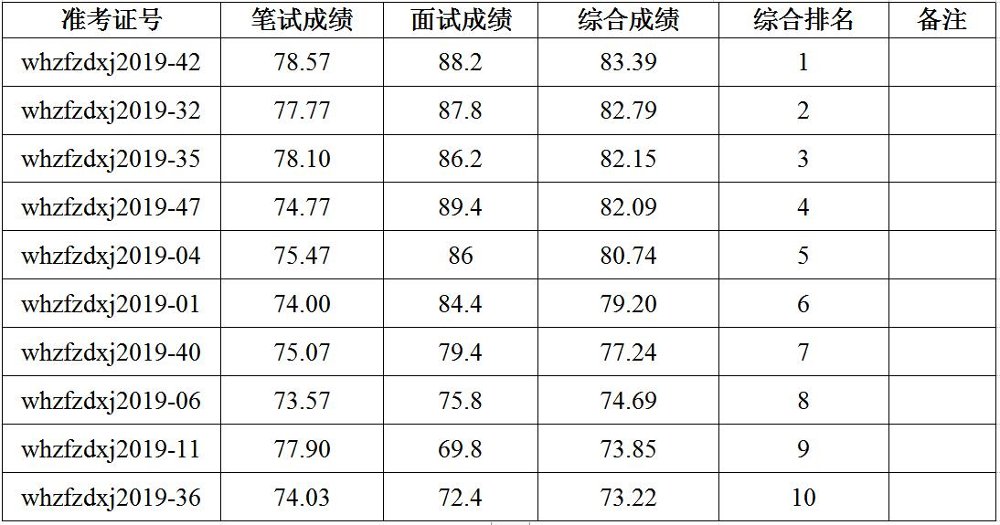 准考证号 笔试成绩 面试成绩 综合成绩 综合排名 备注
whzfzdxj2019-42 78.57 88.2 83.39 1
whzfzdxj2019-32 77.77 87.8 82.79 2
whzfzdxj2019-35 78.10 86.2 82.15 3
whzfzdxj2019-47 74.77 89.4 82.09 4
whzfzdxj2019-04 75.47 86 80.74 5
whzfzdxj2019-01 74.00 84.4 79.20 6
whzfzdxj2019-40 75.07 79.4 77.24 7
whzfzdxj2019-06 73.57 75.8 74.69 8
whzfzdxj2019-11 77.90 69.8 73.85 9
whzfzdxj2019-36 74.03 72.4 73.22 10